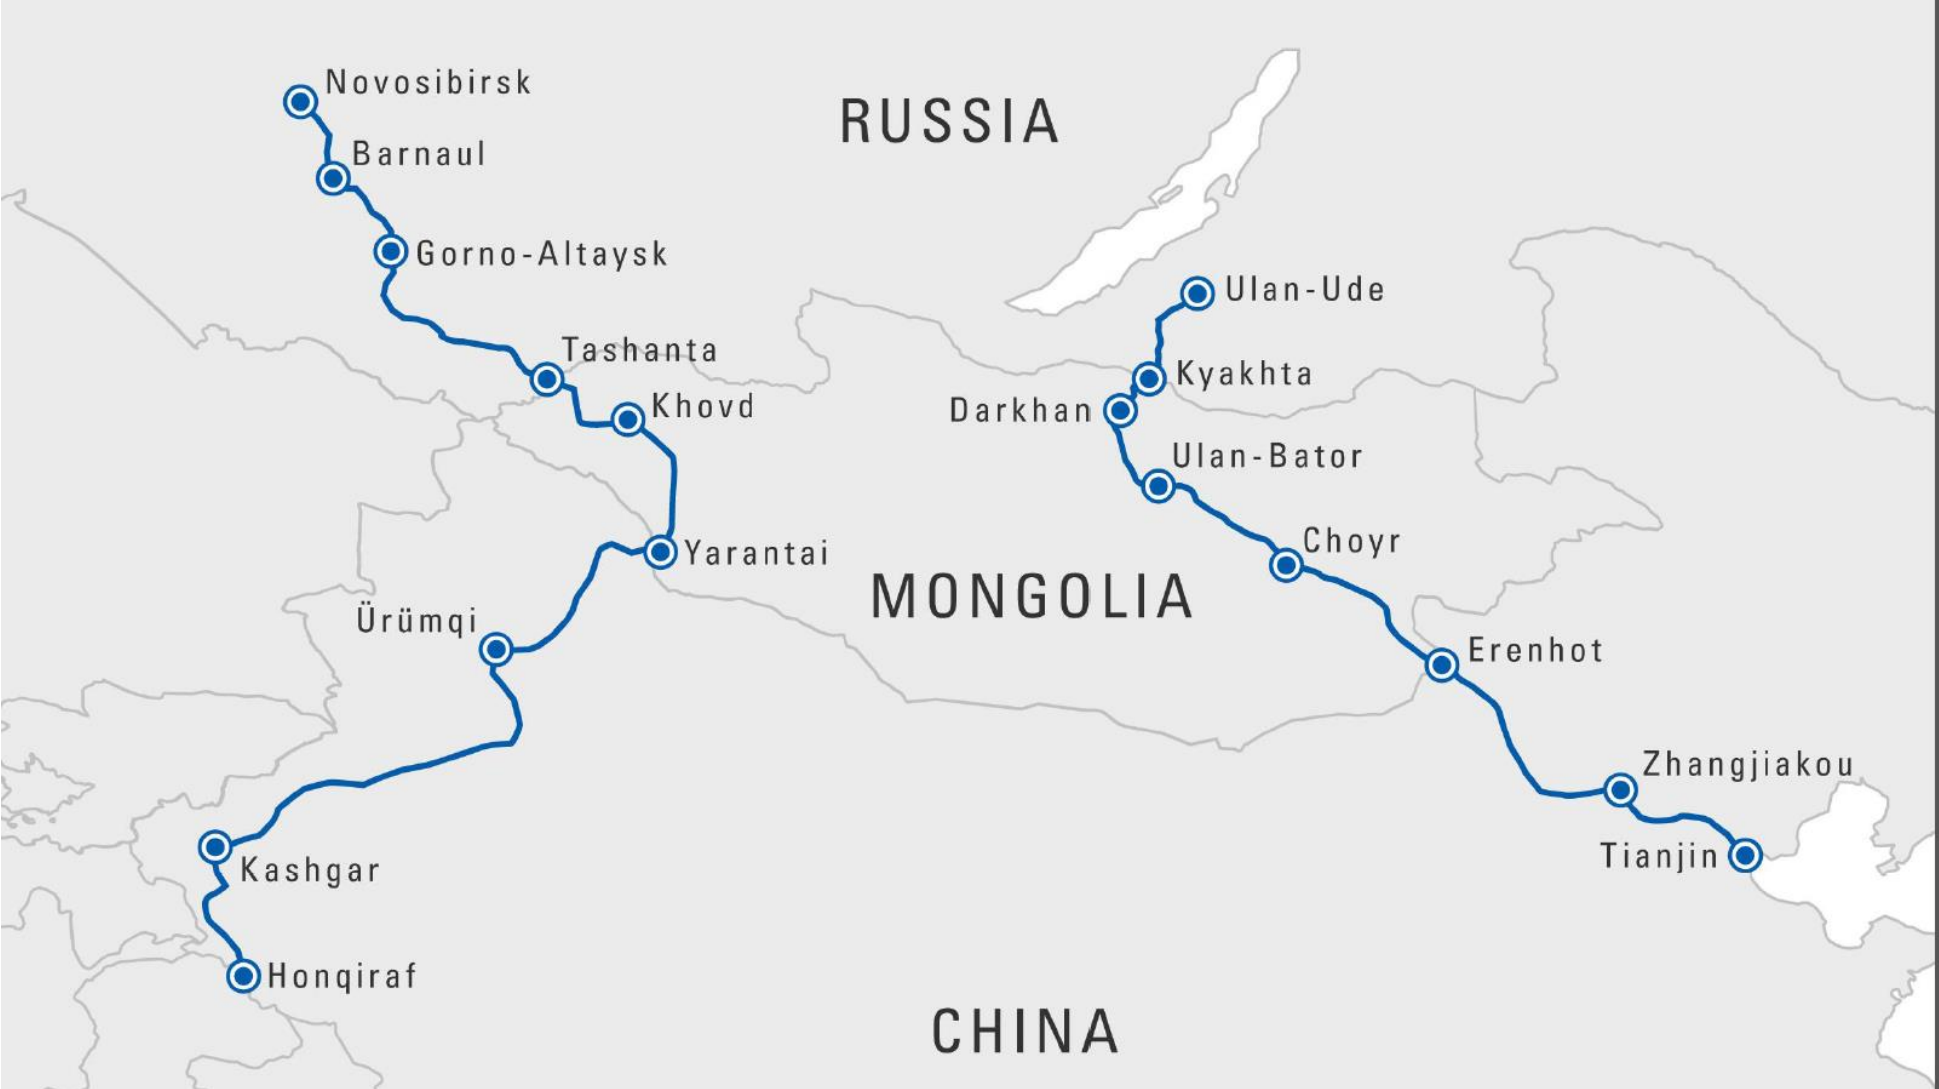 Novosibirsk
RUSSIA
Barnaul
Gorno-Altaysk
Ulan-Ude
Tashanta
Kyakhta
Khovd
Darkhan
Ulan-Bator
Choyr
Yarantai
MONGOLIA
Ürümqi
Erenhot
Zhangjiakou
Tianjin
Kashgar
Honqiraf
CHINA